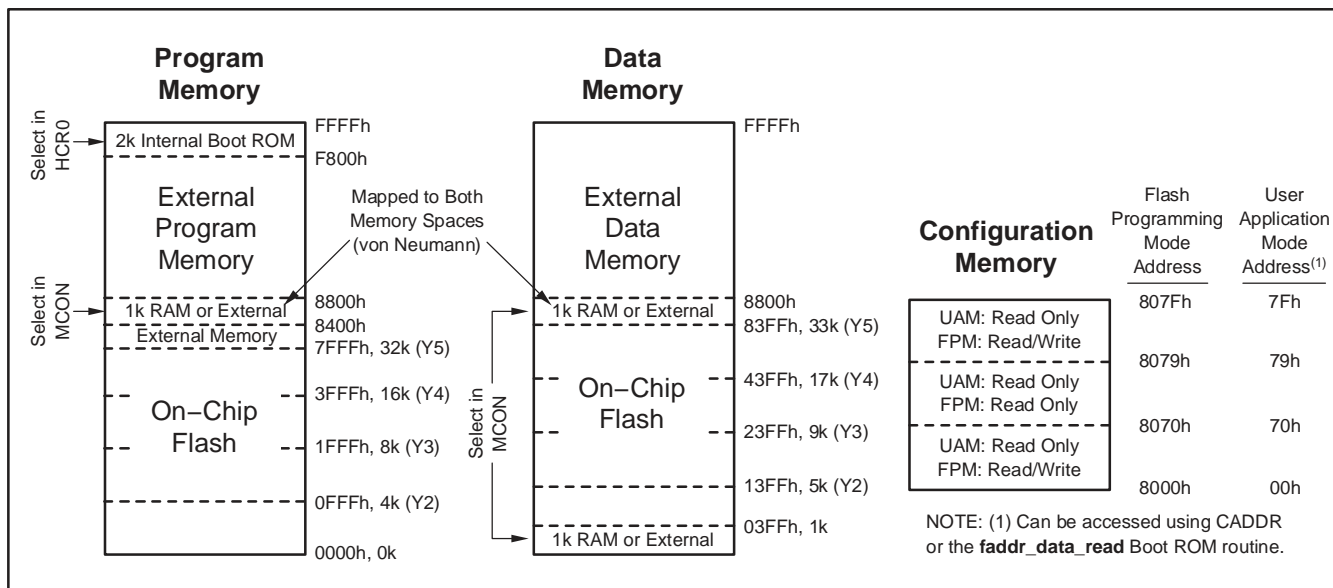 Program
Memory
Select in
HCR0
2k Internal Boot ROM
FFFFh
F800h
External
Program
Memory
Mapped to Both
Memory Spaces
(von Neumann)
Select in
MCON
8800h
1k RAM or External
8400h
External Memory
7FFFh, 32k (Y5)
3FFFh, 16k (Y4)
On−Chip
Flash
1FFFh, 8k (Y3)
0FFFh, 4k (Y2)
0000h, 0k
Data
Memory
FFFFh
External
Data
Memory
8800h
1k RAM or External
83FFh, 33k (Y5)
Select in
MCON
43FFh, 17k (Y4)
On−Chip
Flash
23FFh, 9k (Y3)
13FFh, 5k (Y2)
03FFh, 1k
1k RAM or External
Configuration
Memory
Flash
Programming
Mode
Address
User
Application
Mode
Address(1)
807Fh 7Fh
UAM: Read Only
FPM: Read/Write
8079h 79h
UAM: Read Only
FPM: Read Only
8070h 70h
UAM: Read Only
FPM: Read/Write
8000h 00h
NOTE: (1) Can be accessed using CADDR
or the faddr_data_read Boot ROM routine.